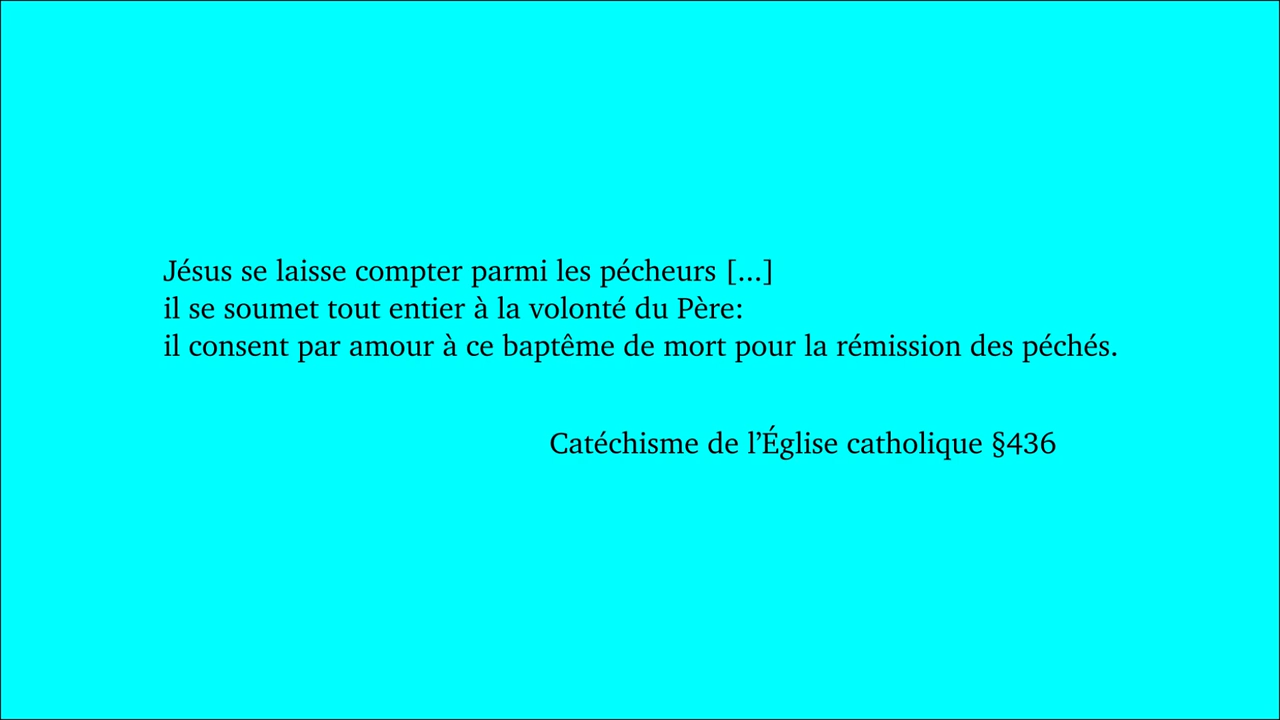 Jésus se laisse compter parmi les pécheurs [...]
il se soumet tout entier à la volonté du Père:
il consent par amour à ce baptême de mort pour la rémission des péchés.
Catéchisme de l’Église catholique §436